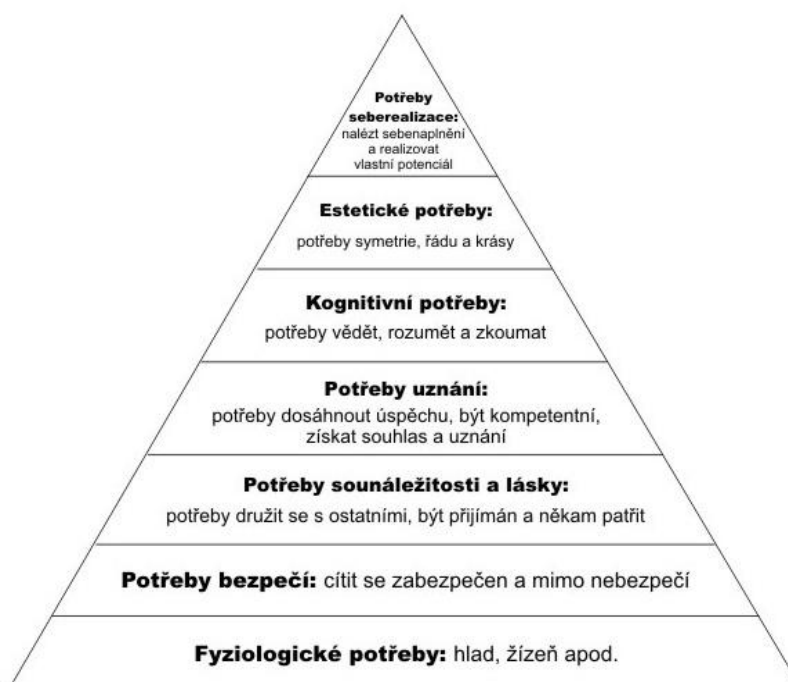 Potřeby
seberealizace:
nalézt sebenaplnění
a realizovat
vlastní potenciál
Estetické potřeby:
potřeby symetrie, řádu a krásy
Kognitivní potřeby:
potřeby vědět, rozumět a zkoumat
Potřeby uznání:
potřeby dosáhnout úspěchu, být kompetentní,
získat souhlas a uznání
Potřeby sounáležitosti a lásky:
potřeby družit se s ostatními, být přijímán a někam patřit
Potřeby bezpečí: cítit se zabezpečen a mimo nebezpečí
Fyziologické potřeby: hlad, žízeň apod.